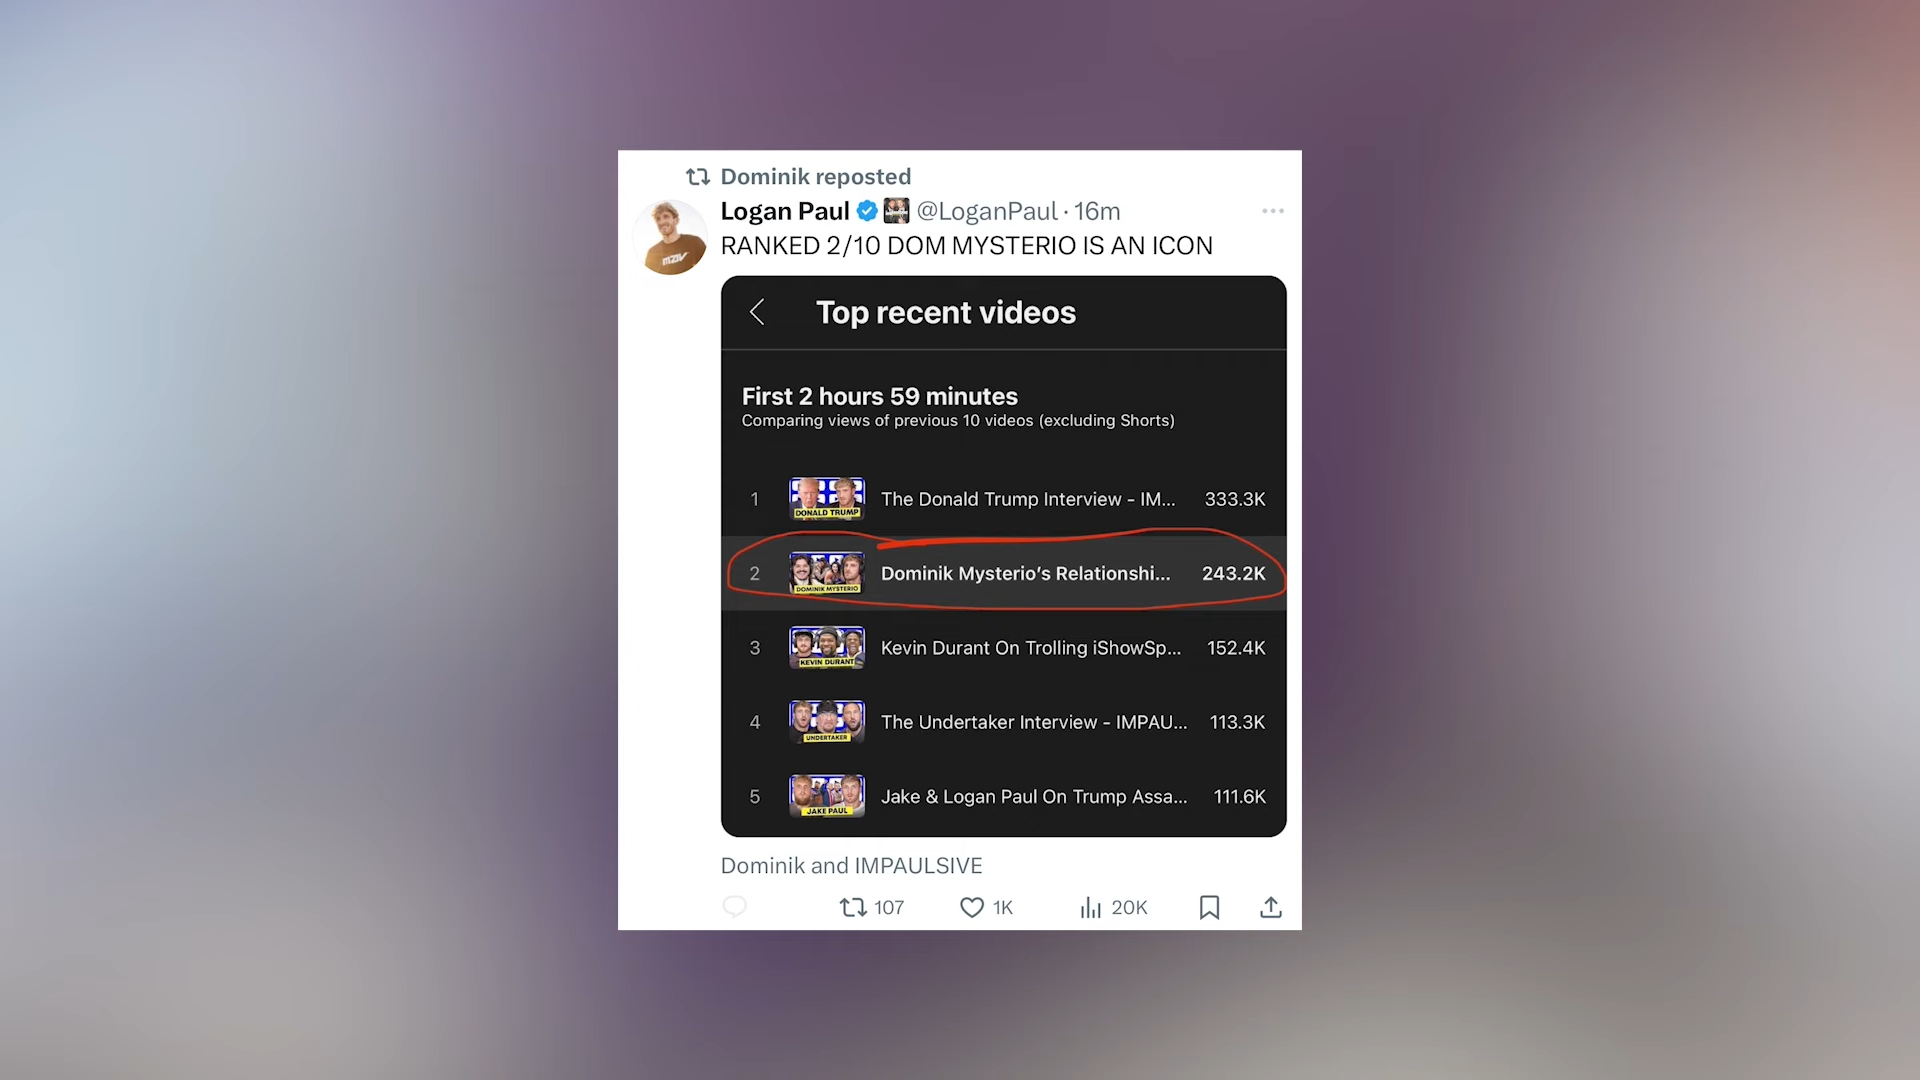 Dominik reposted
Logan Paul @LoganPaul · 16m
RANKED 2/10 DOM MYSTERIO IS AN ICON
Top recent videos
First 2 hours 59 minutes
Comparing views of previous 10 videos (excluding Shorts)
1 DONALD TRUMP The Donald Trump Interview - IM... 333.3K
2 DOMINIK MYSTERIO Dominik Mysterio's Relationshi... 243.2K
3 KEVIN DURANT Kevin Durant On Trolling iShowSp... 152.4K
4 UNDERTAKER The Undertaker Interview - IMPAU... 113.3K
5 JAKE PAUL Jake & Logan Paul On Trump Assa... 111.6K
Dominik and IMPAULSIVE
107 1K 20K